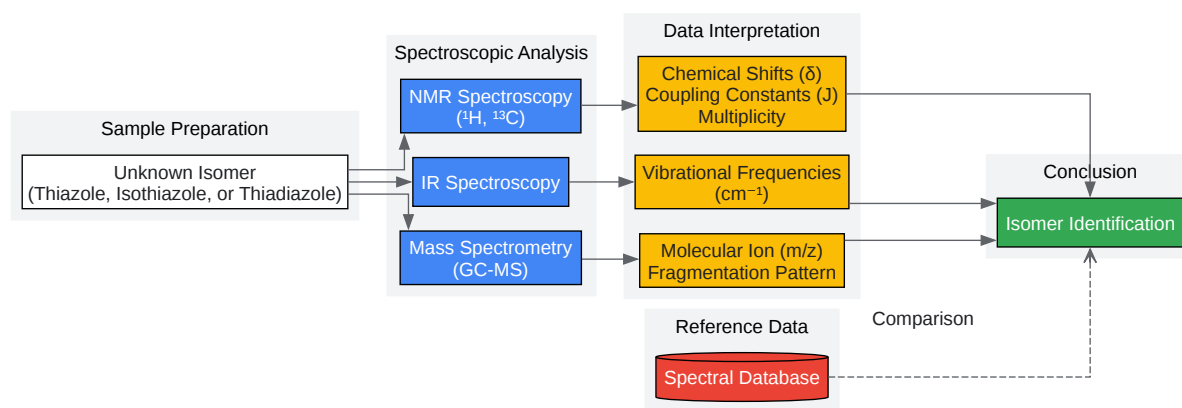 Sample Preparation
Unknown Isomer
(Thiazole, Isothiazole, or Thiadiazole)
Spectroscopic Analysis
NMR Spectroscopy
(¹H, ¹³C)
IR Spectroscopy
Mass Spectrometry
(GC-MS)
Data Interpretation
Chemical Shifts (δ)
Coupling Constants (J)
Multiplicity
Vibrational Frequencies
(cm⁻¹)
Molecular Ion (m/z)
Fragmentation Pattern
Reference Data
Spectral Database
Comparison
Conclusion
Isomer Identification